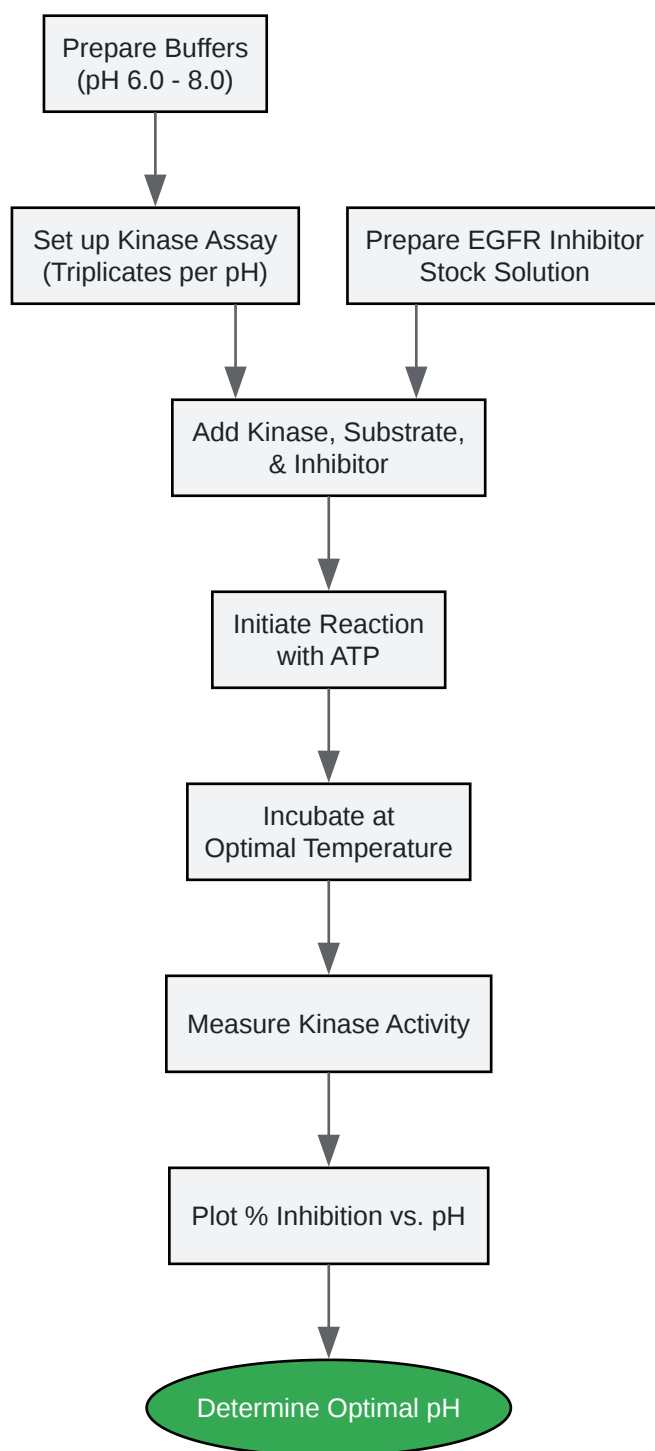 Prepare Buffers
(pH 6.0 - 8.0)
Set up Kinase Assay
(Triplicates per pH)
Prepare EGFR Inhibitor
Stock Solution
Add Kinase, Substrate,
& Inhibitor
Initiate Reaction
with ATP
Incubate at
Optimal Temperature
Measure Kinase Activity
Plot % Inhibition vs. pH
Determine Optimal pH